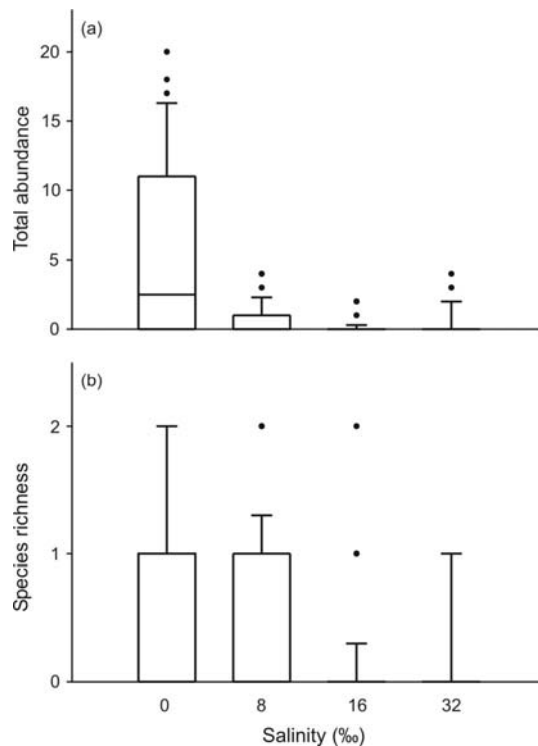 (a)
20
15
10
5
0
Total abundance
(b)
2
1
0
Species richness
0 8 16 32
Salinity (‰)